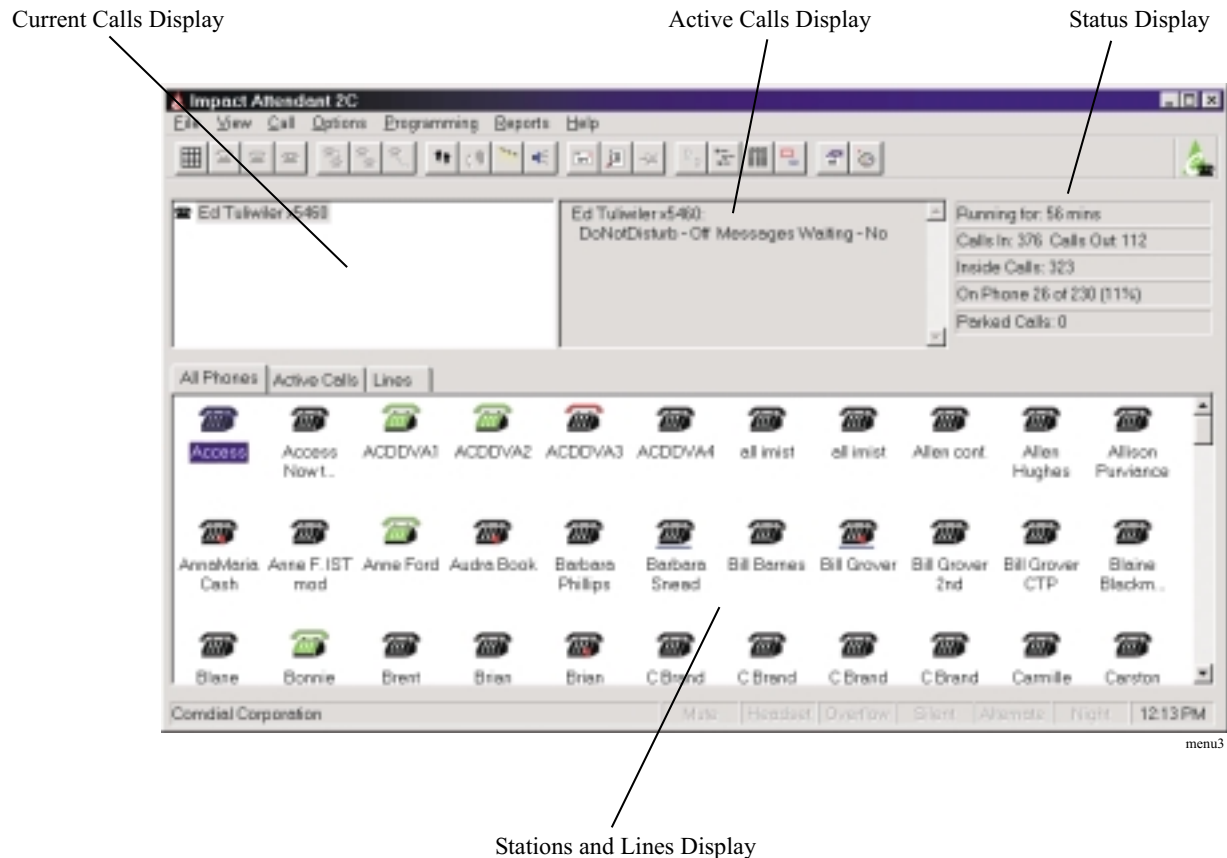 Current Calls Display
Active Calls Display
Status Display
Impact Attendant 2C
File View Call Options Programming Reports Help
Ed Tuliwiler x5460
Ed Tuliwiler x5460:
DoNotDisturb - Off Messages Waiting - No
Running for: 56 mins
Calls In: 376 Calls Out: 112
Inside Calls: 323
On Phone 26 of 230 (11%)
Parked Calls: 0
All Phones Active Calls Lines
Access Access Now t... ACDDVA1 ACDDVA2 ACDDVA3 ACDDVA4 all imist all imist Allen conf. Allen Hughes Allison Purviance
AnnaMaria Cash Anne F. IST mod Anne Ford Audra Book Barbara Phillips Barbara Snead Bill Barnes Bill Grover Bill Grover 2nd Bill Grover CTP Blaine Blackm...
Blane Bonnie Brent Brian Brian C Brand C Brand C Brand C Brand Camille Carston
Comdial Corporation Mute Headset Overflow Silent Alternate Night 12:13 PM
menu3
Stations and Lines Display